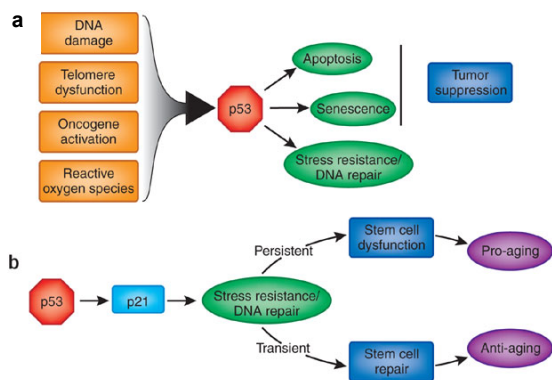 a
DNA
damage
Telomere
dysfunction
Oncogene
activation
Reactive
oxygen species
p53
Apoptosis
Senescence
Stress resistance/
DNA repair
Tumor
suppression
b
p53
p21
Stress resistance/
DNA repair
Persistent
Transient
Stem cell
dysfunction
Pro-aging
Stem cell
repair
Anti-aging